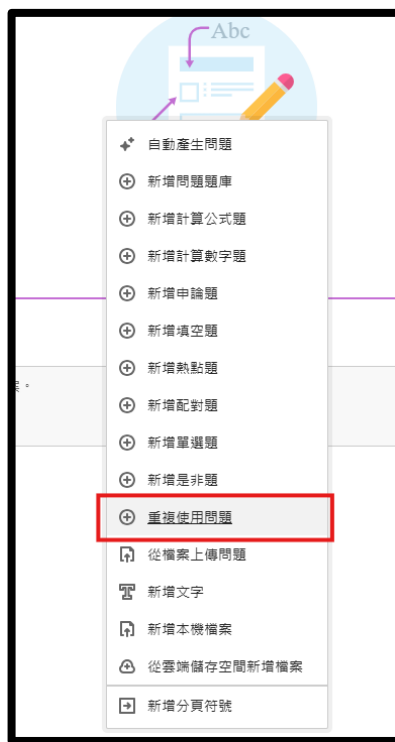 Abc
自動產生問題
新增問題題庫
新增計算公式題
新增計算數字題
新增申論題
新增填空題
新增熱點題
新增配對題
新增單選題
新增是非題
重複使用問題
從檔案上傳問題
新增文字
新增本機檔案
從雲端儲存空間新增檔案
新增分頁符號